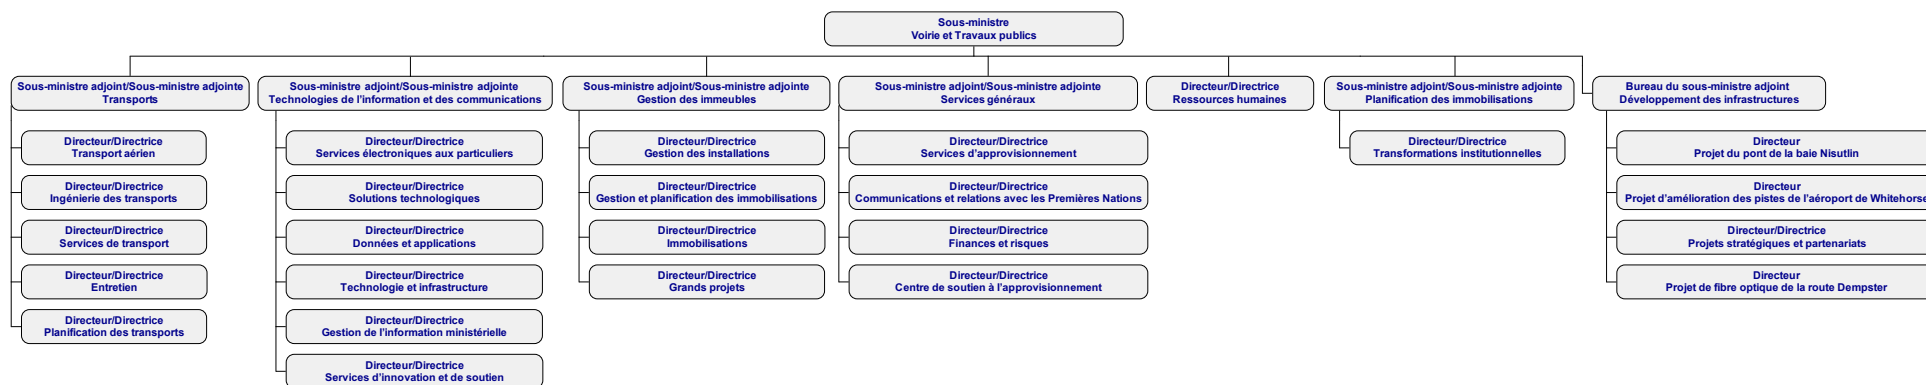 Sous-ministre
Voirie et Travaux publics
Sous-ministre adjoint/Sous-ministre adjointe
Transports
Directeur/Directrice
Transport aérien
Directeur/Directrice
Ingénierie des transports
Directeur/Directrice
Services de transport
Directeur/Directrice
Entretien
Directeur/Directrice
Planification des transports
Sous-ministre adjoint/Sous-ministre adjointe
Technologies de l'information et des communications
Directeur/Directrice
Services électroniques aux particuliers
Directeur/Directrice
Solutions technologiques
Directeur/Directrice
Données et applications
Directeur/Directrice
Technologie et infrastructure
Directeur/Directrice
Gestion de l'information ministérielle
Directeur/Directrice
Services d'innovation et de soutien
Sous-ministre adjoint/Sous-ministre adjointe
Gestion des immeubles
Directeur/Directrice
Gestion des installations
Directeur/Directrice
Gestion et planification des immobilisations
Directeur/Directrice
Immobilisations
Directeur/Directrice
Grands projets
Sous-ministre adjoint/Sous-ministre adjointe
Services généraux
Directeur/Directrice
Services d'approvisionnement
Directeur/Directrice
Communications et relations avec les Premières Nations
Directeur/Directrice
Finances et risques
Directeur/Directrice
Centre de soutien à l'approvisionnement
Directeur/Directrice
Ressources humaines
Sous-ministre adjoint/Sous-ministre adjointe
Planification des immobilisations
Directeur/Directrice
Transformations institutionnelles
Bureau du sous-ministre adjoint
Développement des infrastructures
Directeur
Projet du pont de la baie Nisutlin
Directeur
Projet d'amélioration des pistes de l'aéroport de Whitehorse
Directeur/Directrice
Projets stratégiques et partenariats
Directeur
Projet de fibre optique de la route Dempster